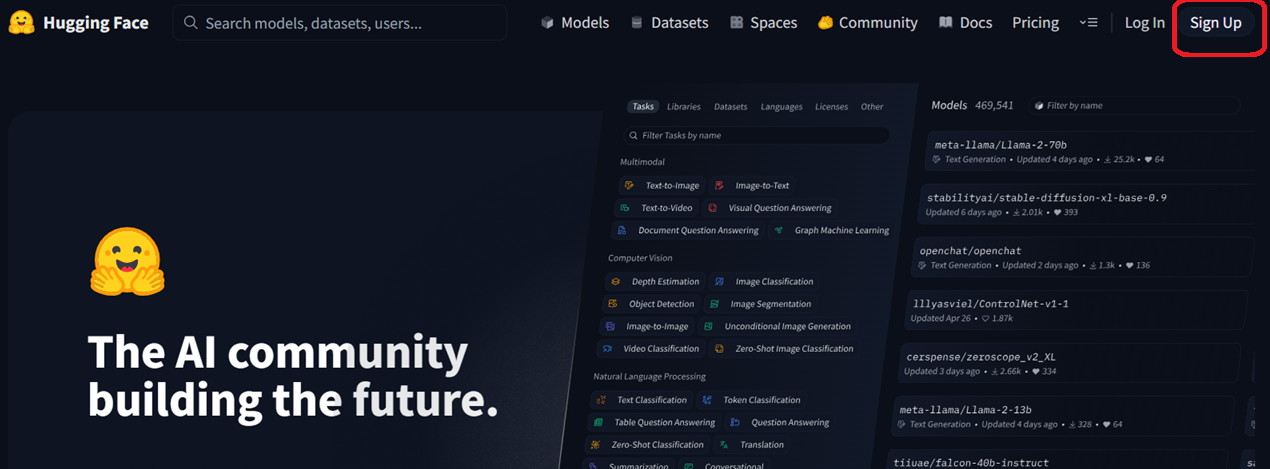 Hugging Face Search models, datasets, users... Models Datasets Spaces Community Docs Pricing Log In Sign Up
The AI community
building the future.
Tasks Libraries Datasets Languages Licenses Other
Filter Tasks by name
Multimodal
Text-to-Image Image-to-Text
Text-to-Video Visual Question Answering
Document Question Answering Graph Machine Learning
Computer Vision
Depth Estimation Image Classification
Object Detection Image Segmentation
Image-to-Image Unconditional Image Generation
Video Classification Zero-Shot Image Classification
Natural Language Processing
Text Classification Token Classification
Table Question Answering Question Answering
Zero-Shot Classification Translation
Summarization Conversational
Models 469,541 Filter by name
meta-llama/Llama-2-70b
Text Generation • Updated 4 days ago • 25.2k • 64
stabilityai/stable-diffusion-xl-base-0.9
Updated 6 days ago • 2.01k • 393
openchat/openchat
Text Generation • Updated 2 days ago • 1.3k • 136
lllyasviel/ControlNet-v1-1
Updated Apr 26 • 1.87k
cerspense/zeroscope_v2_XL
Updated 3 days ago • 2.66k • 334
meta-llama/Llama-2-13b
Text Generation • Updated 4 days ago • 328 • 64
tiiuae/falcon-40b-instruct